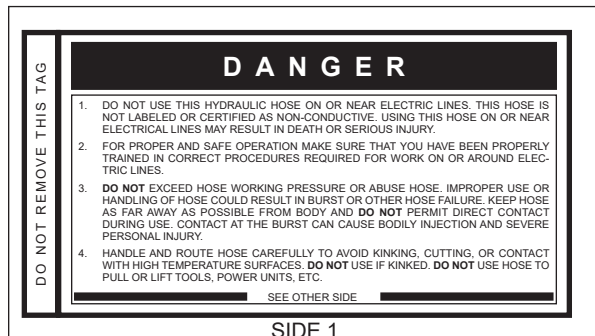 DO NOT REMOVE THIS TAG
DANGER
1. DO NOT USE THIS HYDRAULIC HOSE ON OR NEAR ELECTRIC LINES. THIS HOSE IS
NOT LABELED OR CERTIFIED AS NON-CONDUCTIVE. USING THIS HOSE ON OR NEAR
ELECTRICAL LINES MAY RESULT IN DEATH OR SERIOUS INJURY.
2. FOR PROPER AND SAFE OPERATION MAKE SURE THAT YOU HAVE BEEN PROPERLY
TRAINED IN CORRECT PROCEDURES REQUIRED FOR WORK ON OR AROUND ELEC-
TRIC LINES.
3. DO NOT EXCEED HOSE WORKING PRESSURE OR ABUSE HOSE. IMPROPER USE OR
HANDLING OF HOSE COULD RESULT IN BURST OR OTHER HOSE FAILURE. KEEP HOSE
AS FAR AWAY AS POSSIBLE FROM BODY AND DO NOT PERMIT DIRECT CONTACT
DURING USE. CONTACT AT THE BURST CAN CAUSE BODILY INJECTION AND SEVERE
PERSONAL INJURY.
4. HANDLE AND ROUTE HOSE CAREFULLY TO AVOID KINKING, CUTTING, OR CONTACT
WITH HIGH TEMPERATURE SURFACES. DO NOT USE IF KINKED. DO NOT USE HOSE TO
PULL OR LIFT TOOLS, POWER UNITS, ETC.
SEE OTHER SIDE
SIDE 1